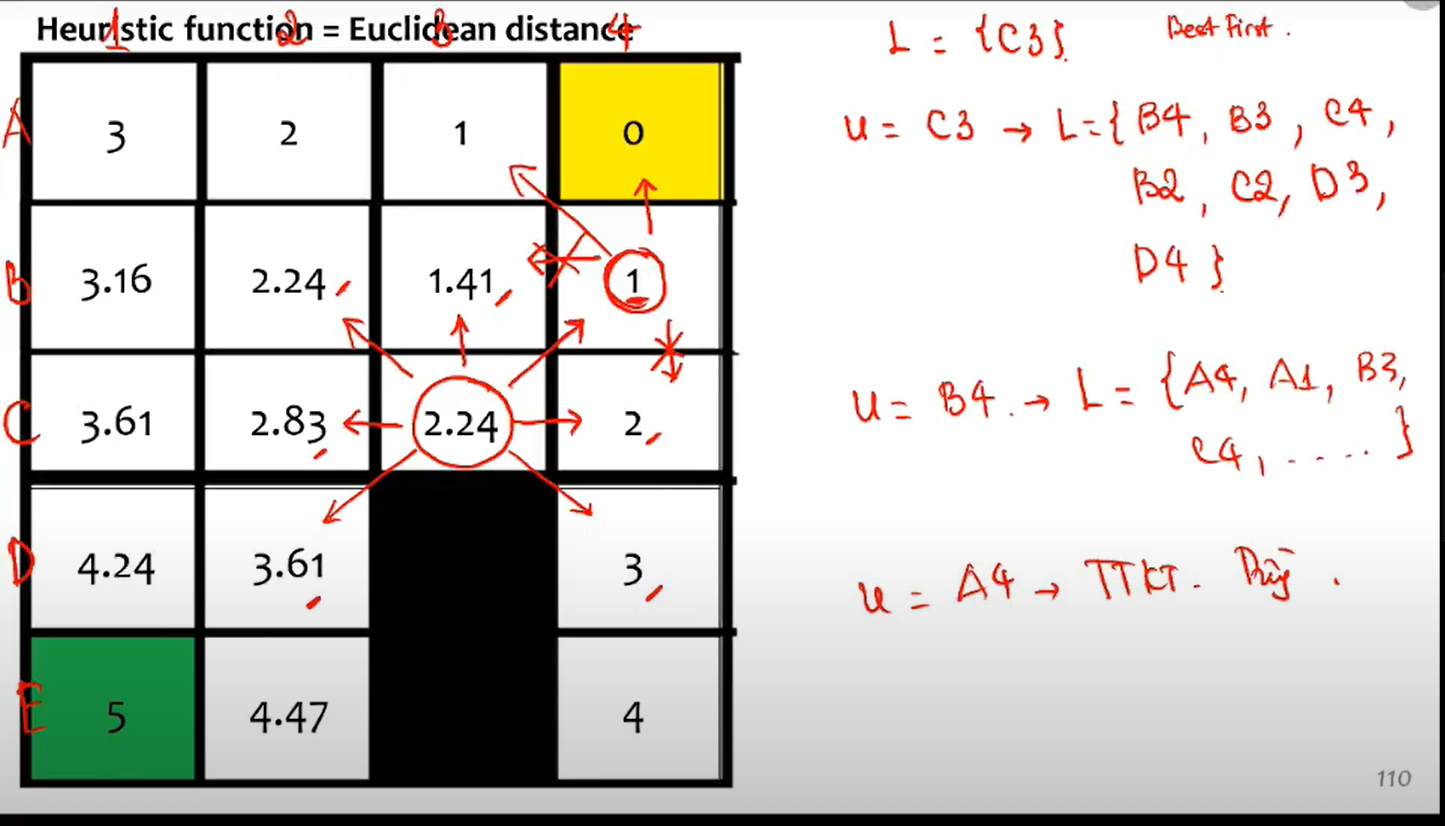 Heuristic function = Euclidean distance
1 2 3 4
A 3 2 1 0
B 3.16 2.24 1.41 1
C 3.61 2.83 2.24 2
D 4.24 3.61 3
E 5 4.47 4
L = {C3} Best First.
u = C3 → L = { B4, B3, C4,
B2, C2, D3,
D4 }
u = B4. → L = {A4, A1, B3,
C4, ..... }
u = A4 → TTKT.
110